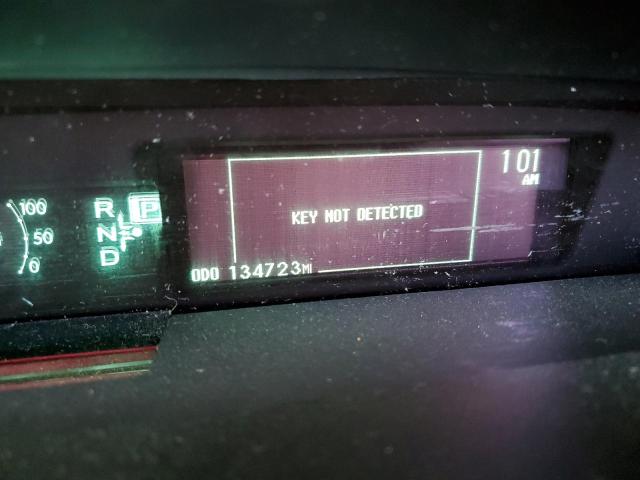 101
AM
100
50
0
R P
N
D
KEY NOT DETECTED
ODO 134723MI